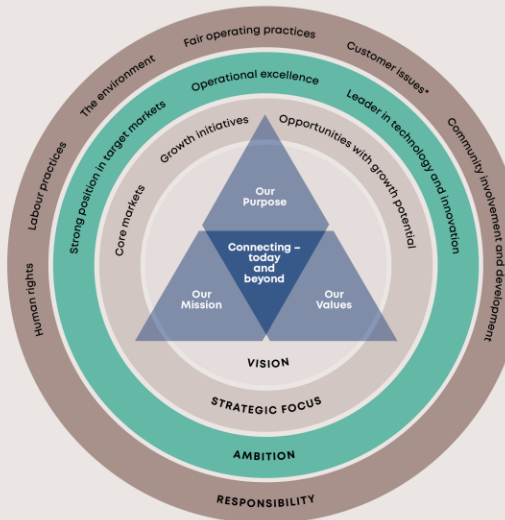 Fair operating practices
Customer issues*
The environment
Labour practices
Human rights
Community involvement and development
Operational excellence
Strong position in target markets
Leader in technology and innovation
Growth initiatives
Opportunities with growth potential
Core markets
Our
Purpose
Connecting –
today
and
beyond
Our
Mission
Our
Values
VISION
STRATEGIC FOCUS
AMBITION
RESPONSIBILITY